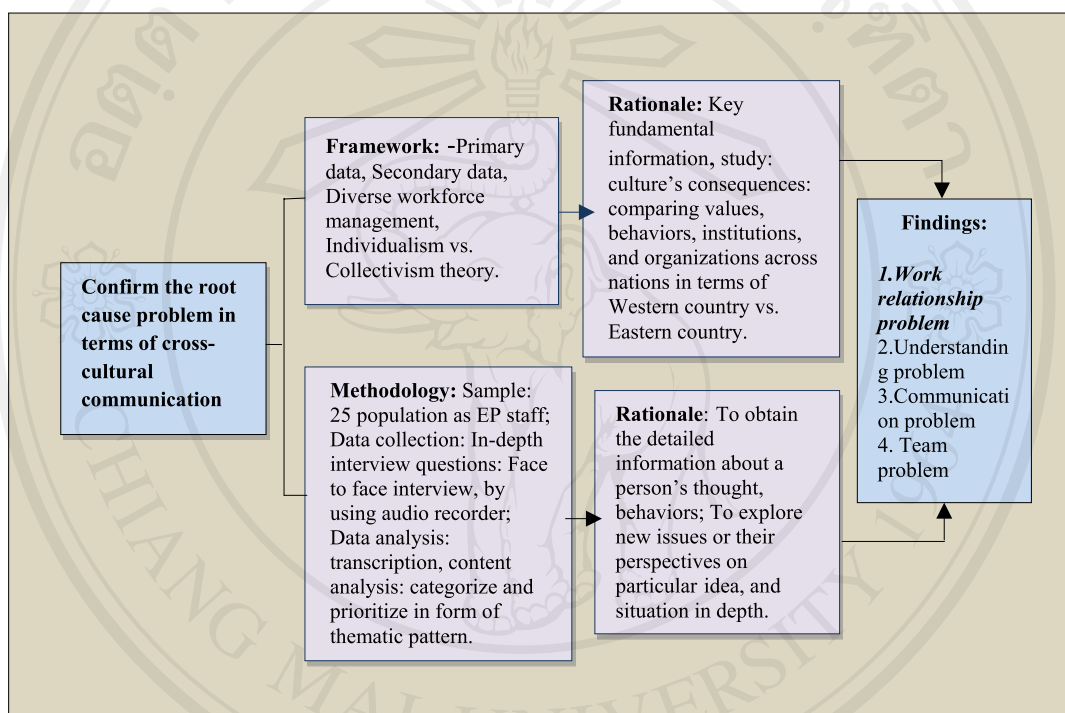 Confirm the root
cause problem in
terms of cross-
cultural
communication
Framework: -Primary
data, Secondary data,
Diverse workforce
management,
Individualism vs.
Collectivism theory.
Rationale: Key
fundamental
information, study:
culture's consequences:
comparing values,
behaviors, institutions,
and organizations across
nations in terms of
Western country vs.
Eastern country.
Methodology: Sample:
25 population as EP staff;
Data collection: In-depth
interview questions: Face
to face interview, by
using audio recorder;
Data analysis:
transcription, content
analysis: categorize and
prioritize in form of
thematic pattern.
Rationale: To obtain
the detailed
information about a
person's thought,
behaviors; To explore
new issues or their
perspectives on
particular idea, and
situation in depth.
Findings:
1.Work
relationship
problem
2.Understandin
g problem
3.Communicati
on problem
4. Team
problem
CHIANG MAI UNIVERSITY 1964